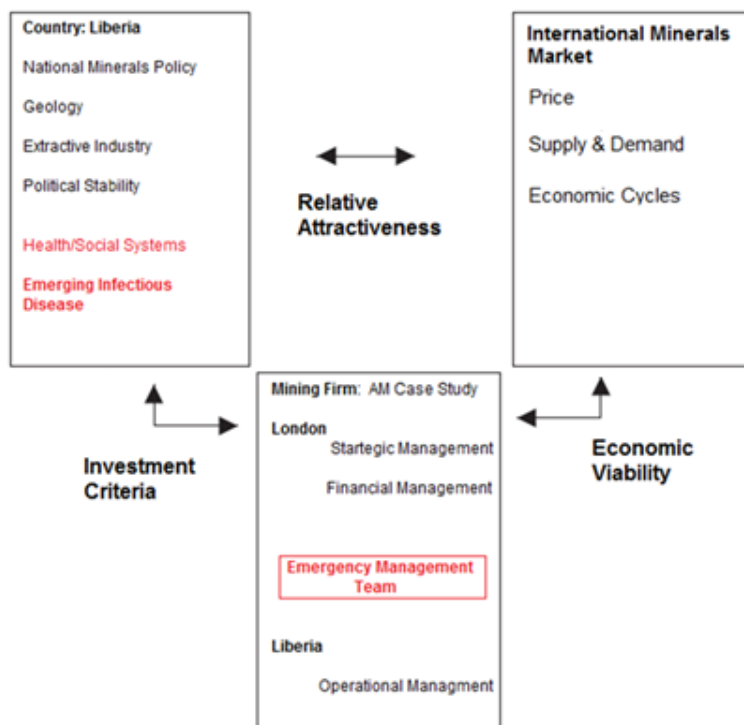 Country: Liberia
National Minerals Policy
Geology
Extractive Industry
Political Stability
Health/Social Systems
Emerging Infectious
Disease
Relative
Attractiveness
International Minerals
Market
Price
Supply & Demand
Economic Cycles
Investment
Criteria
Mining Firm: AM Case Study
London
Startegic Management
Financial Management
Emergency Management
Team
Liberia
Operational Managment
Economic
Viability